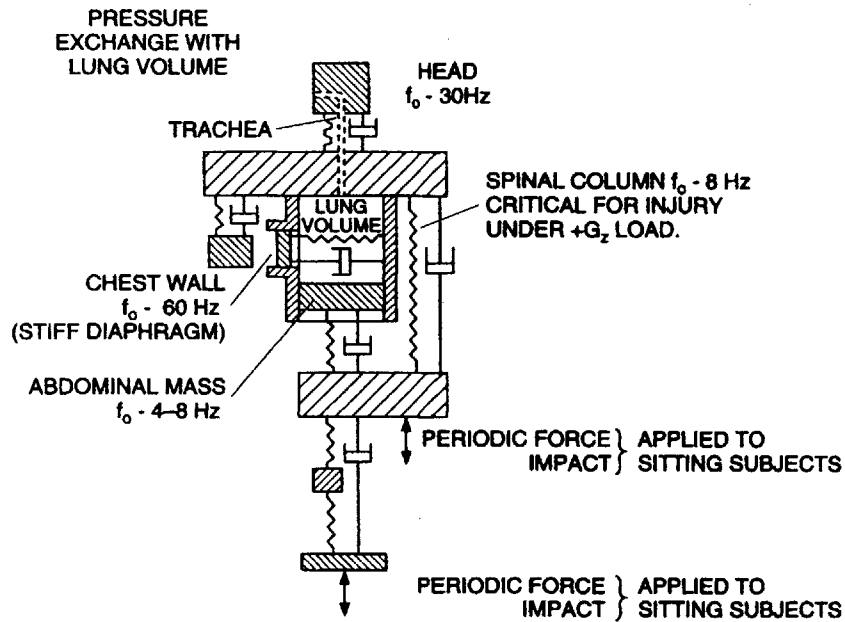 PRESSURE
EXCHANGE WITH
LUNG VOLUME
HEAD
f₀ - 30Hz
TRACHEA
SPINAL COLUMN f₀ - 8 Hz
CRITICAL FOR INJURY
UNDER +G_z LOAD.
LUNG
VOLUME
CHEST WALL
f₀ - 60 Hz
(STIFF DIAPHRAGM)
ABDOMINAL MASS
f₀ - 4–8 Hz
PERIODIC FORCE } APPLIED TO
IMPACT } SITTING SUBJECTS
PERIODIC FORCE } APPLIED TO
IMPACT } SITTING SUBJECTS